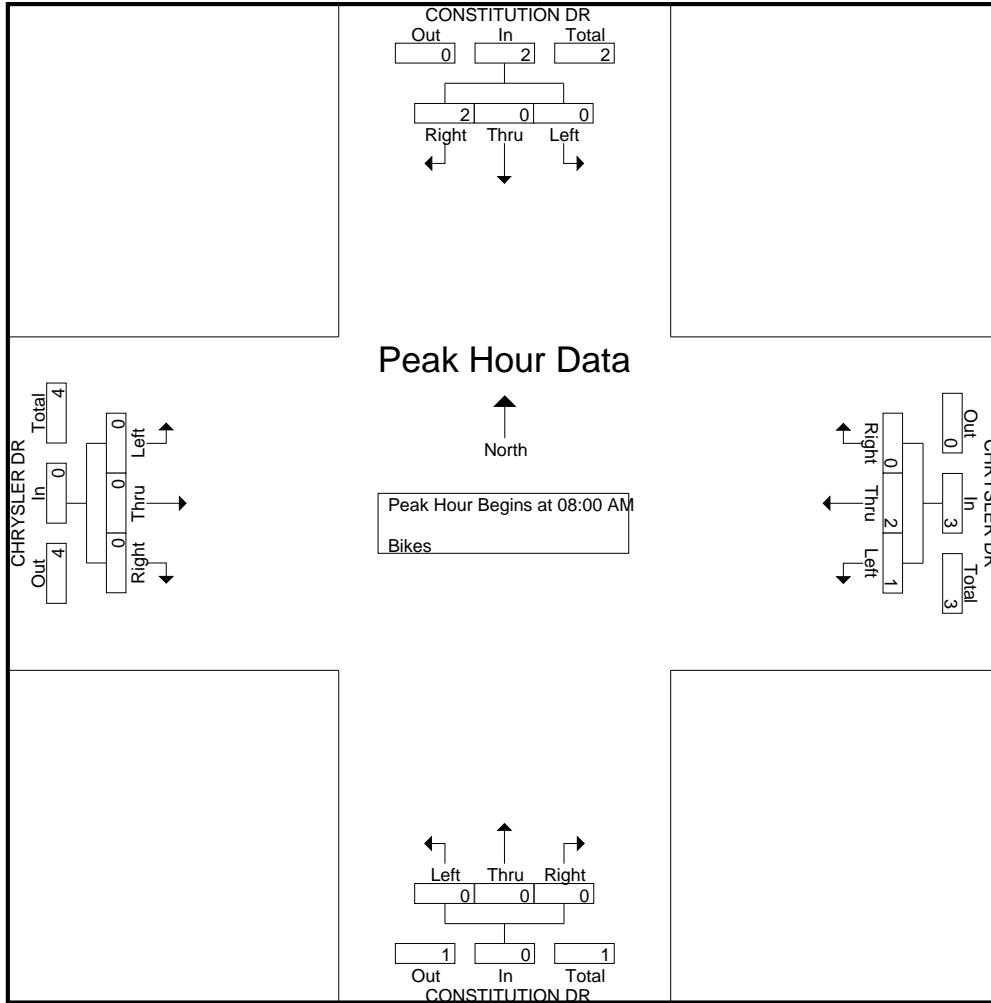 CONSTITUTION DR
Out In Total
0 2 2
2 0 0
Right Thru Left
Peak Hour Data
North
Peak Hour Begins at 08:00 AM
Bikes
CHRYSLER DR
Out In Total
4 0 4
0 0 0
Right Thru Left
CHRYSLER DR
Out In Total
0 3 3
0 2 1
Right Thru Left
Left Thru Right
0 0 0
1 0 1
Out In Total
CONSTITUTION DR